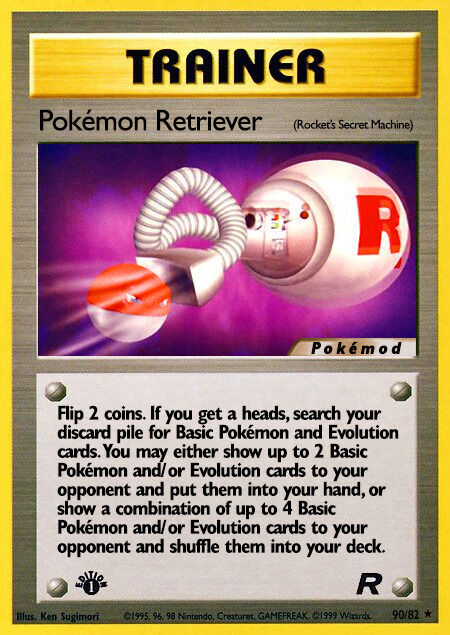 TRAINER
Pokémon Retriever (Rocket's Secret Machine)
R
Pokémod
Flip 2 coins. If you get a heads, search your
discard pile for Basic Pokémon and Evolution
cards. You may either show up to 2 Basic
Pokémon and/or Evolution cards to your
opponent and put them into your hand, or
show a combination of up to 4 Basic
Pokémon and/or Evolution cards to your
opponent and shuffle them into your deck.
EDITION 1
R
Illus. Ken Sugimori ©1995, 96, 98 Nintendo, Creatures, GAMEFREAK. ©1999 Wizards. 90/82 ★